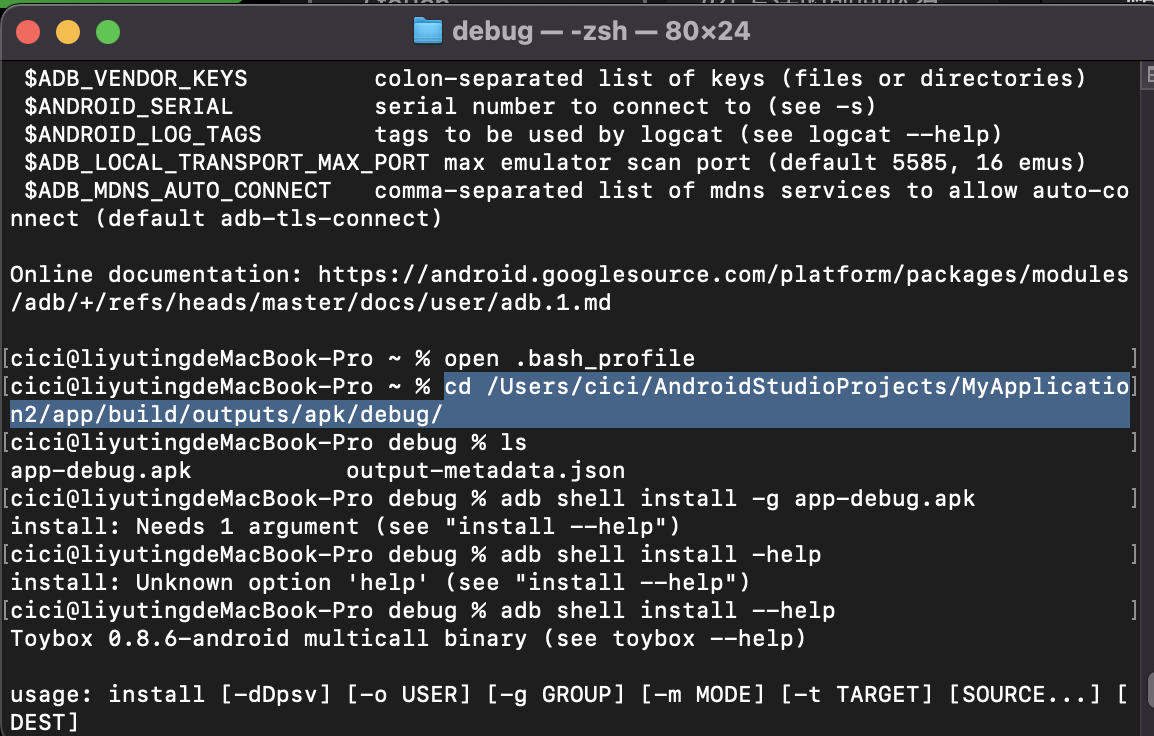 debug — -zsh — 80×24
$ADB_VENDOR_KEYS         colon-separated list of keys (files or directories)
$ANDROID_SERIAL          serial number to connect to (see -s)
$ANDROID_LOG_TAGS        tags to be used by logcat (see logcat --help)
$ADB_LOCAL_TRANSPORT_MAX_PORT max emulator scan port (default 5585, 16 emus)
$ADB_MDNS_AUTO_CONNECT   comma-separated list of mdns services to allow auto-co
nnect (default adb-tls-connect)
Online documentation: https://android.googlesource.com/platform/packages/modules
/adb/+/refs/heads/master/docs/user/adb.1.md
[cici@liyutingdeMacBook-Pro ~ % open .bash_profile ]
[cici@liyutingdeMacBook-Pro ~ % cd /Users/cici/AndroidStudioProjects/MyApplicatio]
n2/app/build/outputs/apk/debug/
[cici@liyutingdeMacBook-Pro debug % ls ]
app-debug.apk           output-metadata.json
[cici@liyutingdeMacBook-Pro debug % adb shell install -g app-debug.apk ]
install: Needs 1 argument (see "install --help")
[cici@liyutingdeMacBook-Pro debug % adb shell install -help ]
install: Unknown option 'help' (see "install --help")
[cici@liyutingdeMacBook-Pro debug % adb shell install --help ]
Toybox 0.8.6-android multicall binary (see toybox --help)
usage: install [-dDpsv] [-o USER] [-g GROUP] [-m MODE] [-t TARGET] [SOURCE...] [
DEST]